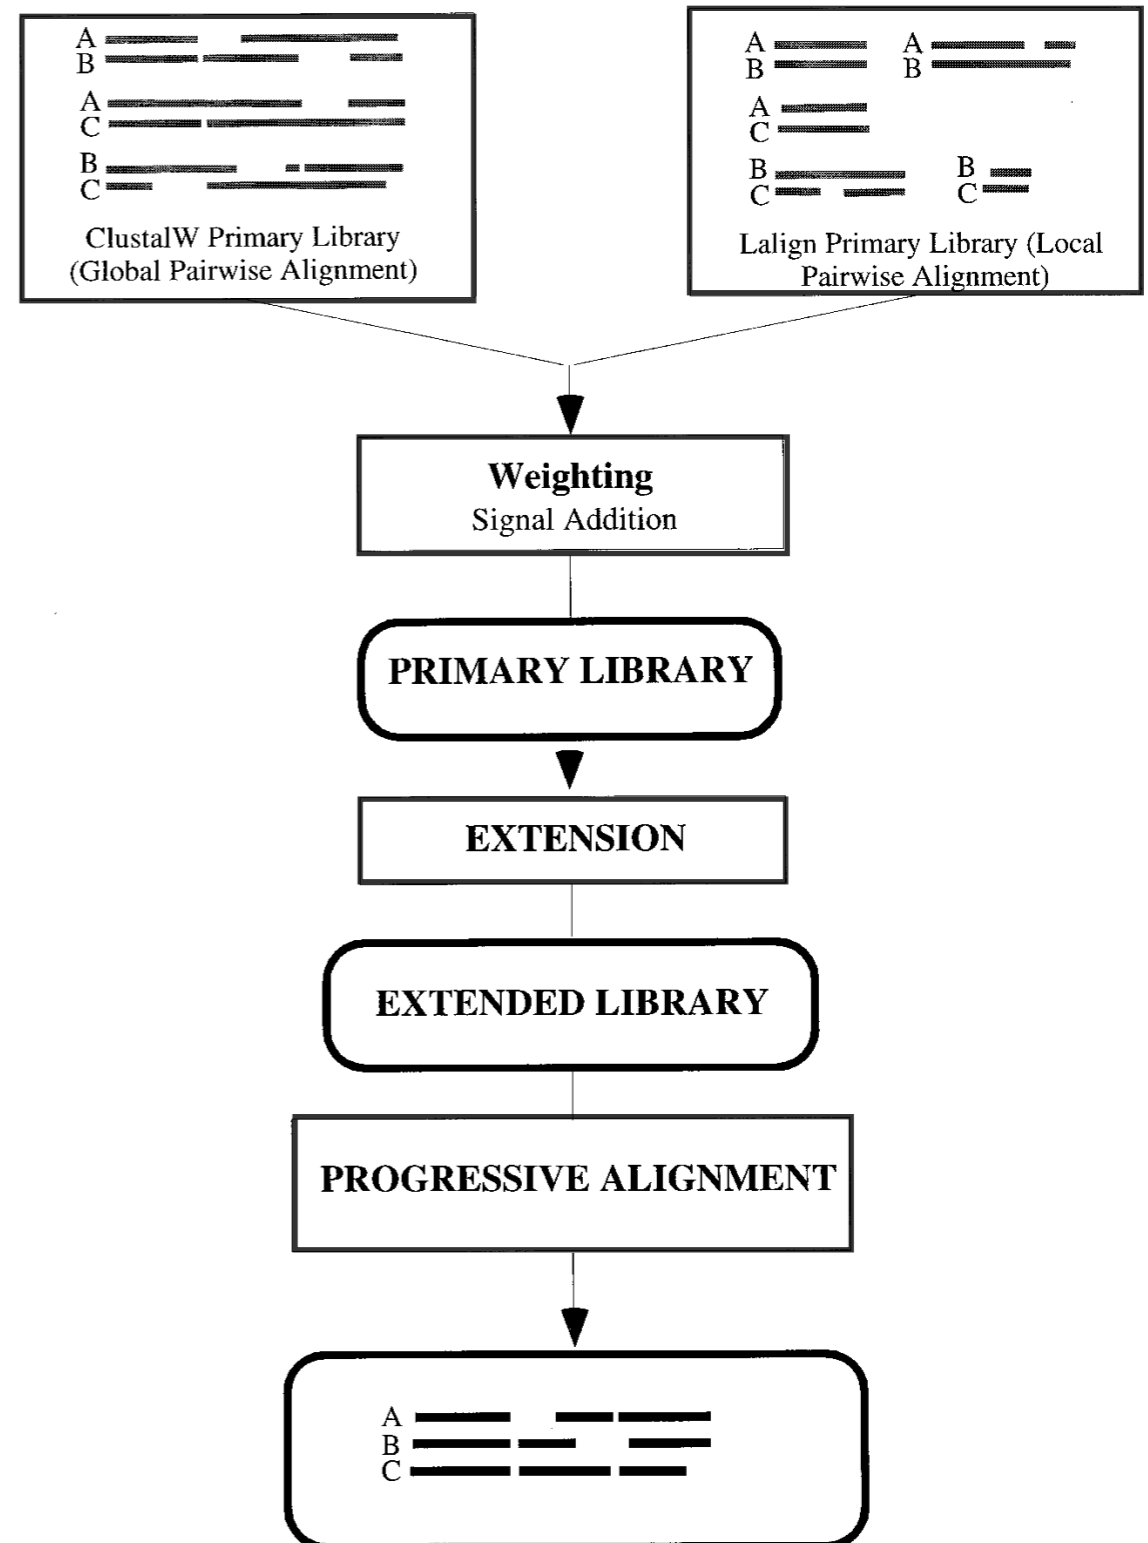 A
B
A
C
B
C
ClustalW Primary Library
(Global Pairwise Alignment)
A A
B B
A
C
B B
C C
Lalign Primary Library (Local
Pairwise Alignment)
Weighting
Signal Addition
PRIMARY LIBRARY
EXTENSION
EXTENDED LIBRARY
PROGRESSIVE ALIGNMENT
A
B
C